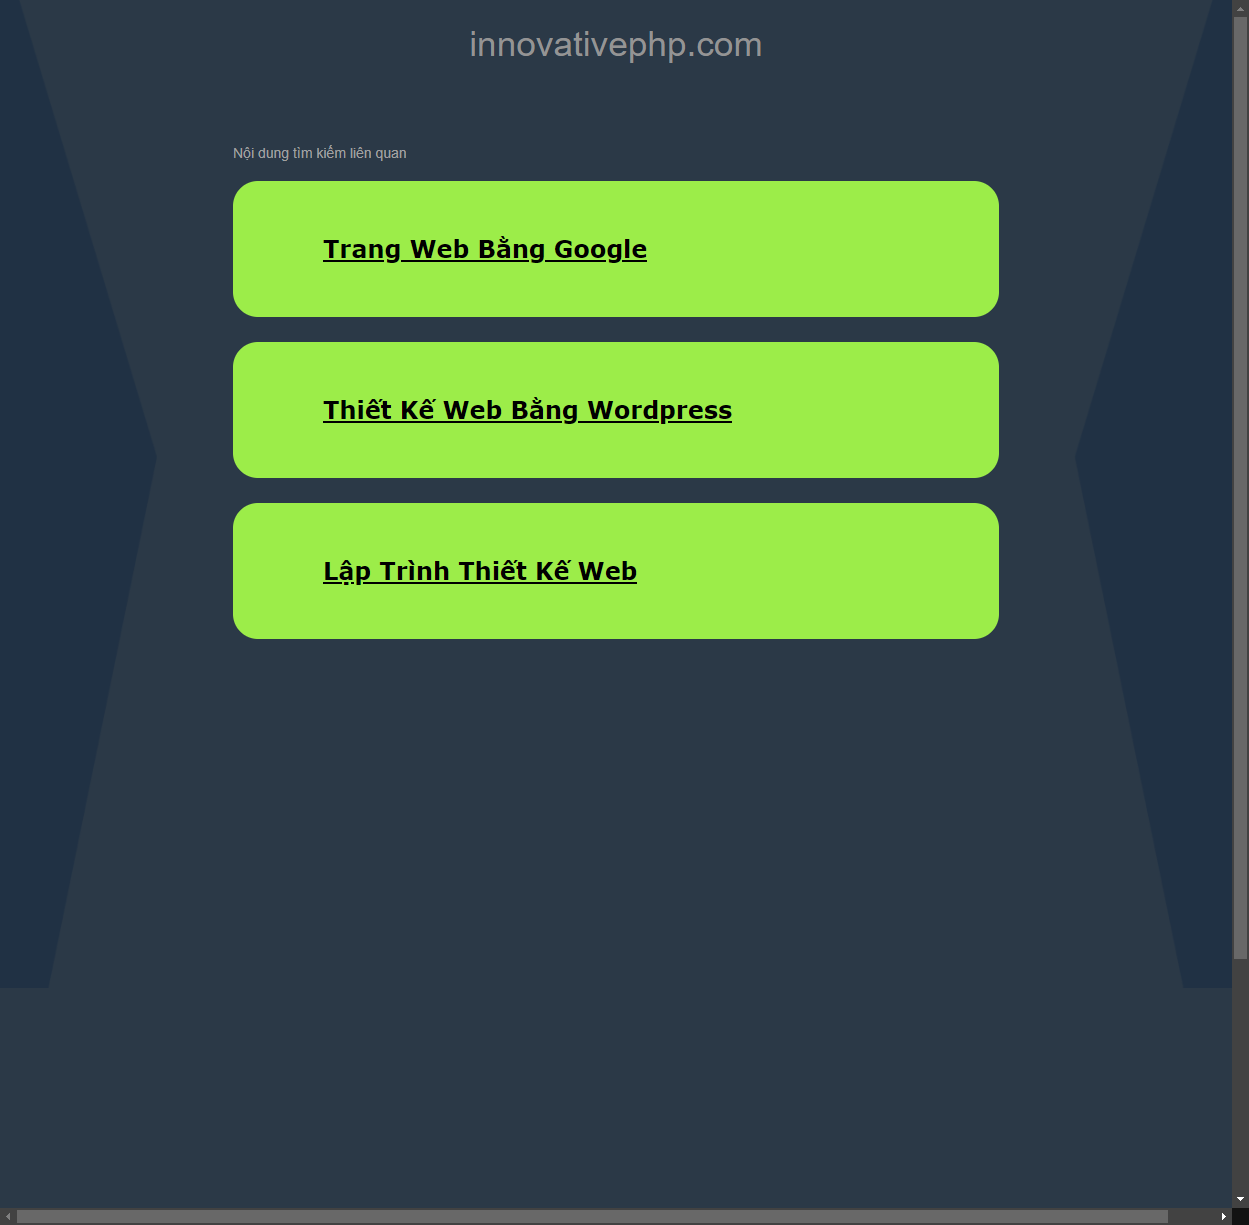 innovativephp.com
Nội dung tìm kiếm liên quan
Trang Web Bằng Google
Thiết Kế Web Bằng Wordpress
Lập Trình Thiết Kế Web